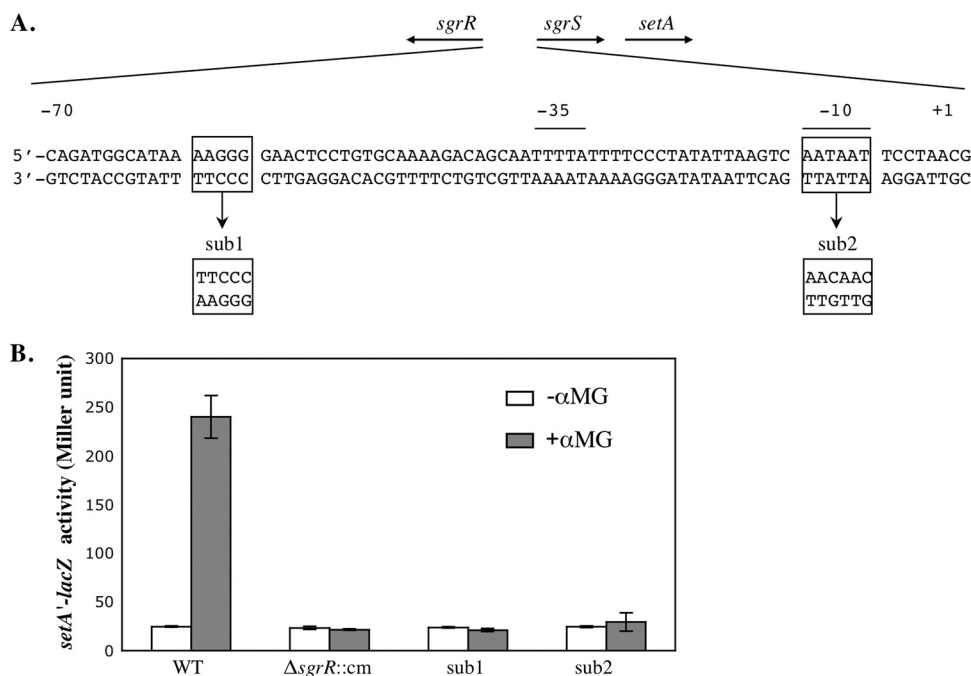 A.
sgrR sgrS setA
−70 −35 −10 +1
5’-CAGATGGCATAA AAGGG GAACTCCTGTGCAAAAGACAGCAATTTTATTTTCCCTATATTAAGTC AATAAT TCCTAACG
3’-GTCTACCGTATT TTCCC CTTGAGGACACGTTTTCTGTCGTTAAAATAAAAGGGATATAATTCAG TTATTA AGGATTGC
sub1 sub2
TTCCC AACAAC
AAGGG TTGTTG
B.
setA'-lacZ activity (Miller unit)
300
250
200
150
100
50
0
-αMG
+αMG
WT ΔsgrR::cm sub1 sub2